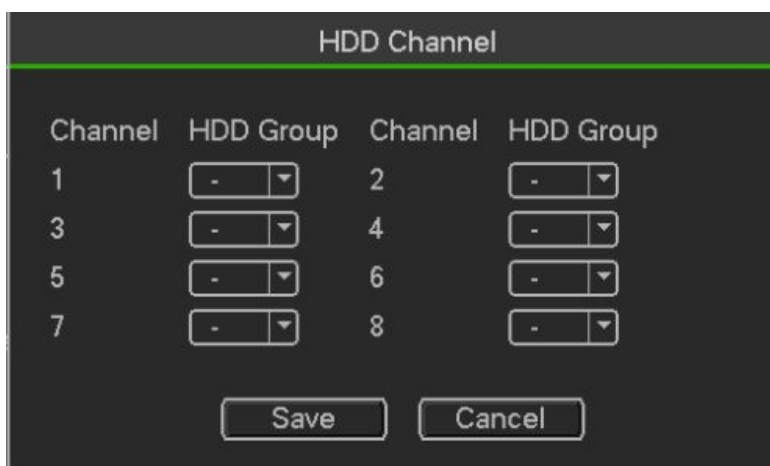 HDD Channel
Channel HDD Group Channel HDD Group
1 - 2 -
3 - 4 -
5 - 6 -
7 - 8 -
Save Cancel